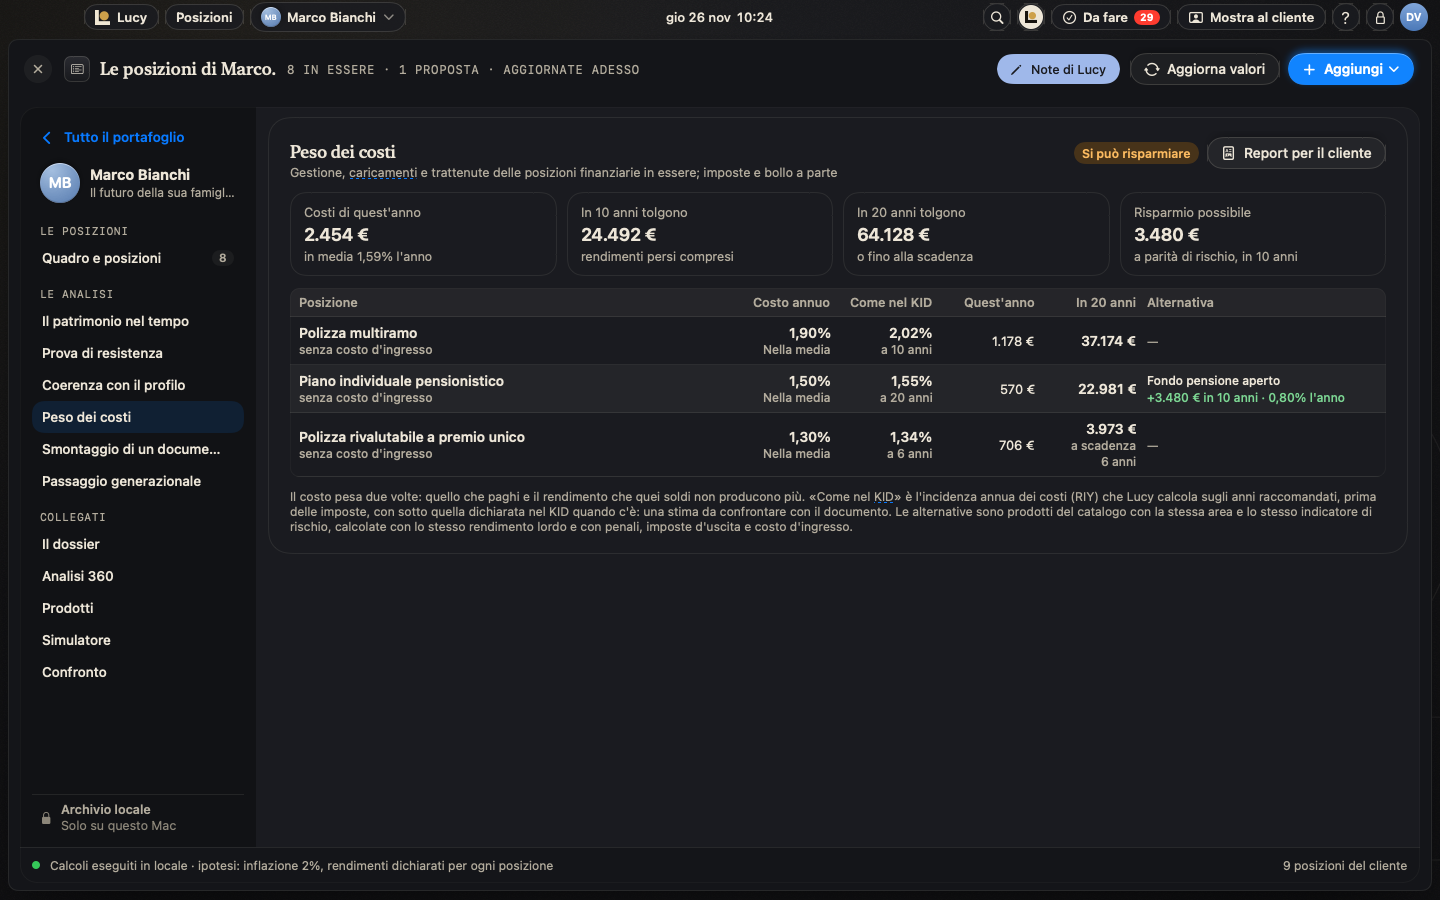 Lucy
Posizioni
MB Marco Bianchi
gio 26 nov 10:24
Da fare 29
Mostra al cliente
?
DV
Le posizioni di Marco. 8 IN ESSERE · 1 PROPOSTA · AGGIORNATE ADESSO
Note di Lucy
Aggiorna valori
Aggiungi
Tutto il portafoglio
MB
Marco Bianchi
Il futuro della sua famigl...
LE POSIZIONI
Quadro e posizioni 8
LE ANALISI
Il patrimonio nel tempo
Prova di resistenza
Coerenza con il profilo
Peso dei costi
Smontaggio di un docume...
Passaggio generazionale
COLLEGATI
Il dossier
Analisi 360
Prodotti
Simulatore
Confronto
Archivio locale
Solo su questo Mac
Peso dei costi
Gestione, caricamenti e trattenute delle posizioni finanziarie in essere; imposte e bollo a parte
Si può risparmiare
Report per il cliente
Costi di quest'anno
2.454 €
in media 1,59% l'anno
In 10 anni tolgono
24.492 €
rendimenti persi compresi
In 20 anni tolgono
64.128 €
o fino alla scadenza
Risparmio possibile
3.480 €
a parità di rischio, in 10 anni
Posizione Costo annuo Come nel KID Quest'anno In 20 anni Alternativa
Polizza multiramo 1,90% 2,02% 1.178 € 37.174 € —
senza costo d'ingresso Nella media a 10 anni
Piano individuale pensionistico 1,50% 1,55% 570 € 22.981 € Fondo pensione aperto
senza costo d'ingresso Nella media a 20 anni +3.480 € in 10 anni · 0,80% l'anno
Polizza rivalutabile a premio unico 1,30% 1,34% 706 € 3.973 € —
senza costo d'ingresso Nella media a 6 anni a scadenza
6 anni
Il costo pesa due volte: quello che paghi e il rendimento che quei soldi non producono più. «Come nel KID» è l'incidenza annua dei costi (RIY) che Lucy calcola sugli anni raccomandati, prima
delle imposte, con sotto quella dichiarata nel KID quando c'è: una stima da confrontare con il documento. Le alternative sono prodotti del catalogo con la stessa area e lo stesso indicatore di
rischio, calcolate con lo stesso rendimento lordo e con penali, imposte d'uscita e costo d'ingresso.
Calcoli eseguiti in locale · ipotesi: inflazione 2%, rendimenti dichiarati per ogni posizione
9 posizioni del cliente